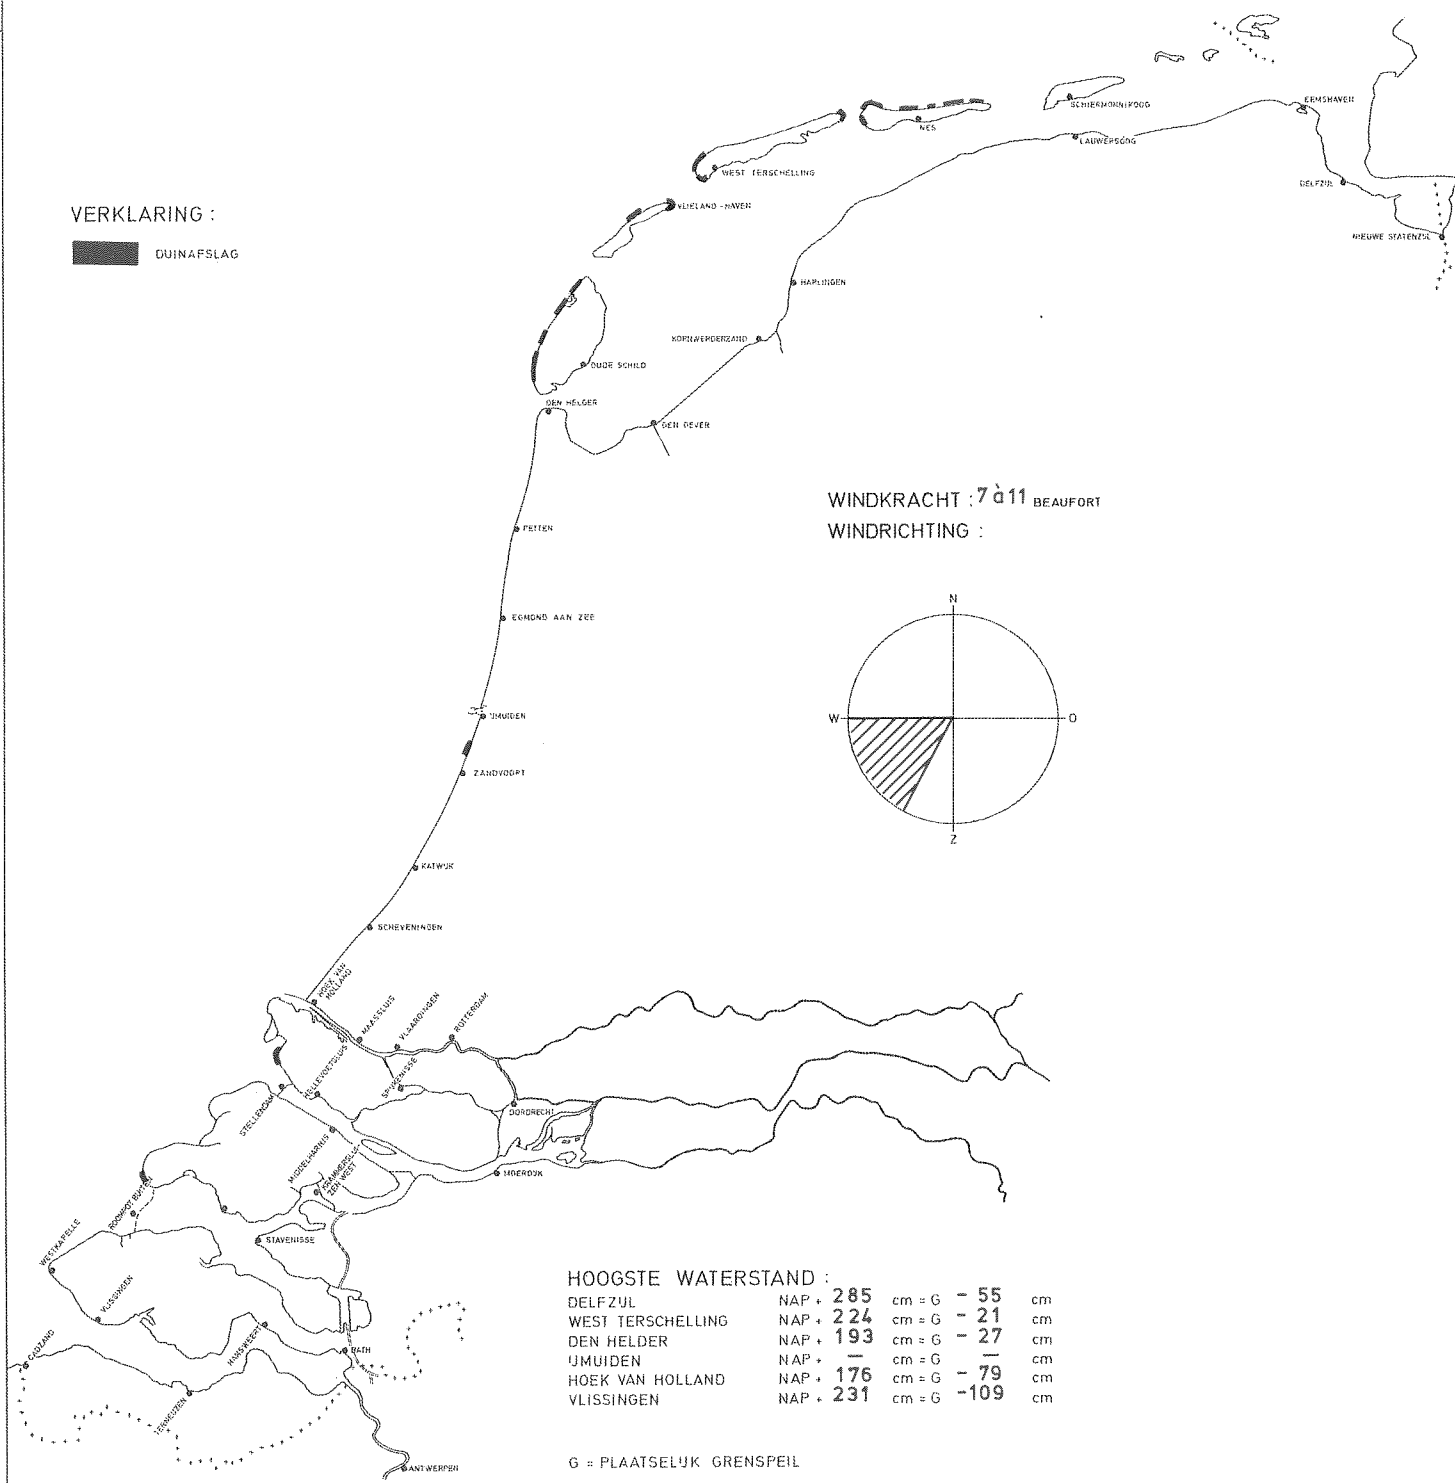 SCHIERMONNIKOOG
EEMSHAVEN
NES
LAUWERSOOG
WEST TERSCHELLING
DELFZIJL
VLIELAND-HAVEN
NIEUWE STATENZIJL
VERKLARING :
DUINAFSLAG
HARLINGEN
KORNWERDERZAND
OUDE SCHILD
DEN HELDER
DEN OEVER
WINDKRACHT : 7 à 11 BEAUFORT
WINDRICHTING :
PETTEN
N
EGMOND AAN ZEE
W
O
IJMUIDEN
ZANDVOORT
Z
KATWIJK
SCHEVENINGEN
HOEK VAN
HOLLAND
MAASSLUIS
VLAARDINGEN
ROTTERDAM
HELLEVOETSLUIS
SPIJKENISSE
STELLENDAM
DORDRECHT
MIDDELHARNIS
KRAMMERSLUI-
ZEN WEST
MOERDIJK
ROOMPOT BUITEN
WESTKAPELLE
STAVENISSE
VLISSINGEN
HANSWEERT
CADZAND
BATH
TERNEUZEN
ANTWERPEN
HOOGSTE WATERSTAND :
DELFZIJL NAP + 285 cm = G - 55 cm
WEST TERSCHELLING NAP + 224 cm = G - 21 cm
DEN HELDER NAP + 193 cm = G - 27 cm
IJMUIDEN NAP + — cm = G — cm
HOEK VAN HOLLAND NAP + 176 cm = G - 79 cm
VLISSINGEN NAP + 231 cm = G -109 cm
G = PLAATSELIJK GRENSPEIL